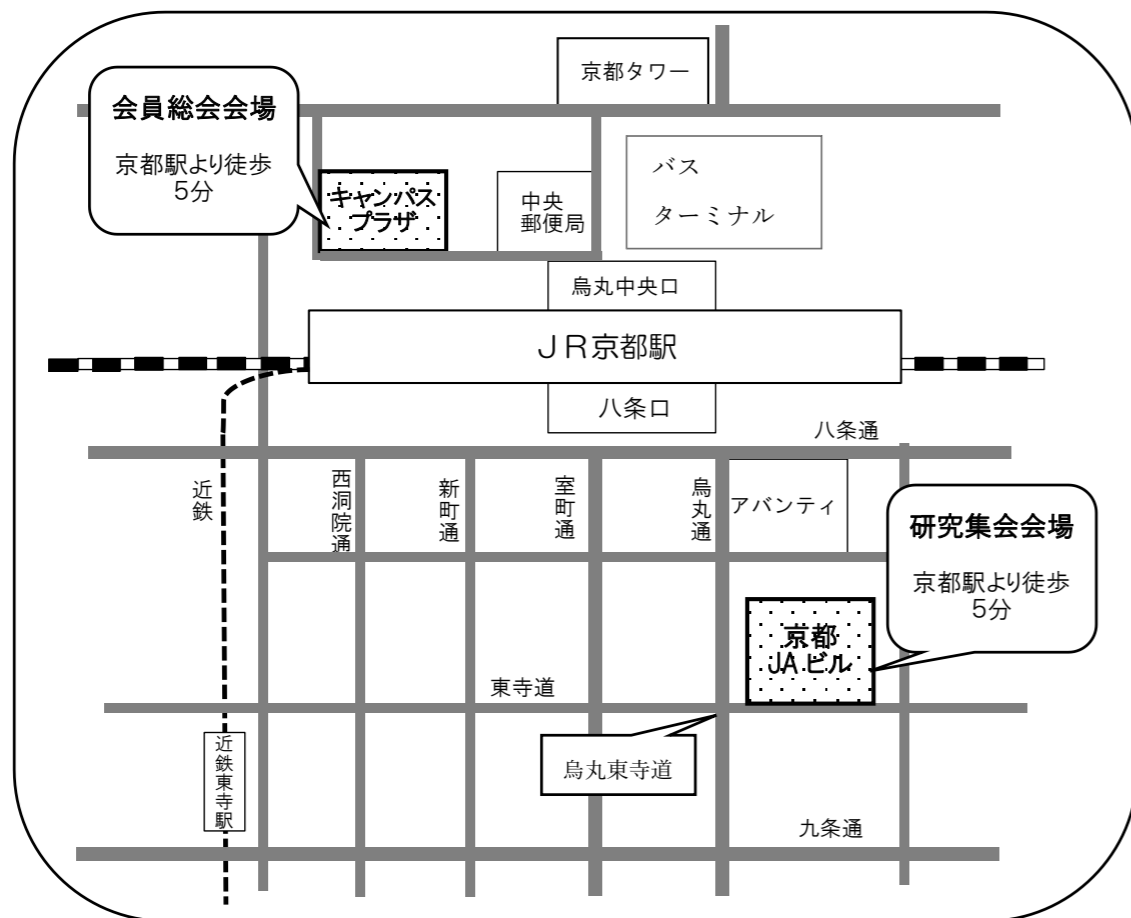 京都タワー
会員総会会場
京都駅より徒歩
5分
キャンパス
プラザ
中央
郵便局
バス
ターミナル
烏丸中央口
JR京都駅
八条口
八条通
近鉄
西洞院通
新町通
室町通
烏丸通
アバンティ
研究集会会場
京都駅より徒歩
5分
京都
JAビル
東寺道
烏丸東寺道
近鉄東寺駅
九条通